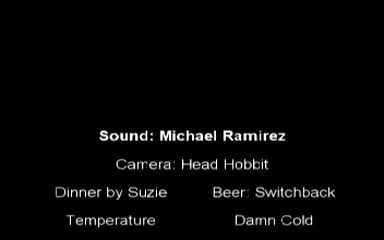 Sound: Michael Ramirez
Camera: Head Hobbit
Dinner by Suzie Beer: Switchback
Temperature Damn Cold